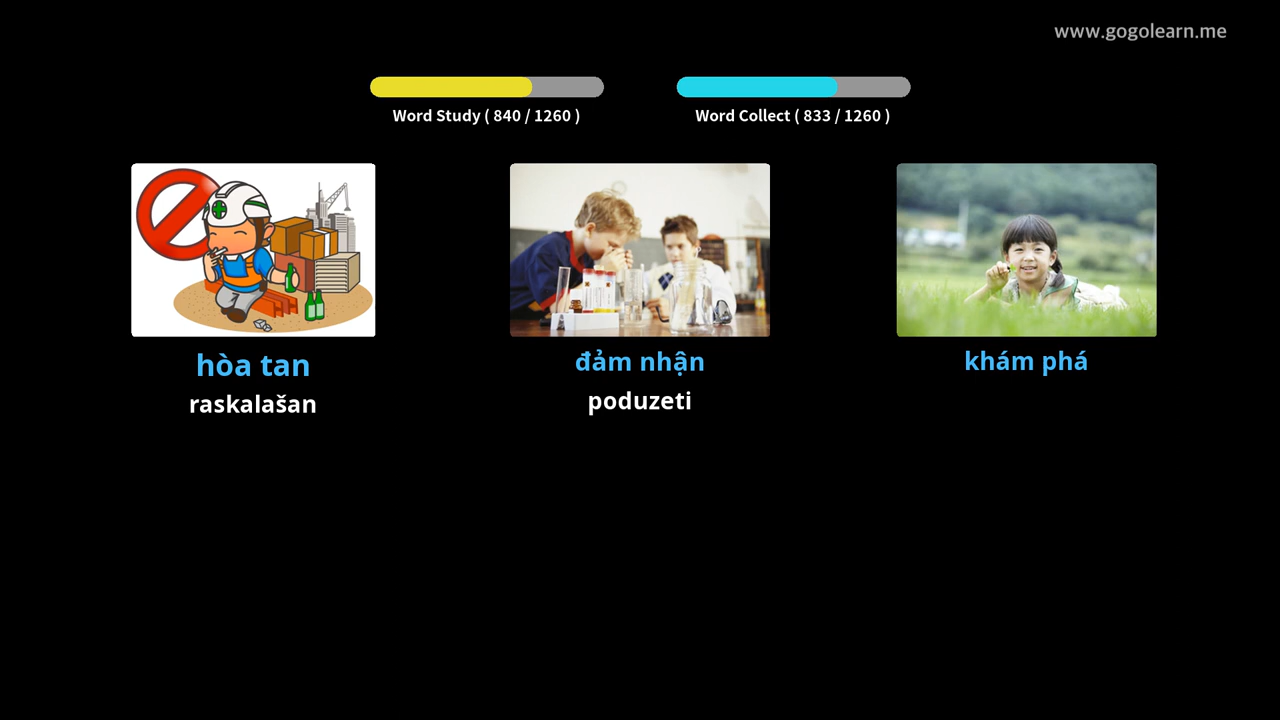 www.gogolearn.me
Word Study ( 840 / 1260 )
Word Collect ( 833 / 1260 )
hòa tan
raskalašan
đảm nhận
poduzeti
khám phá